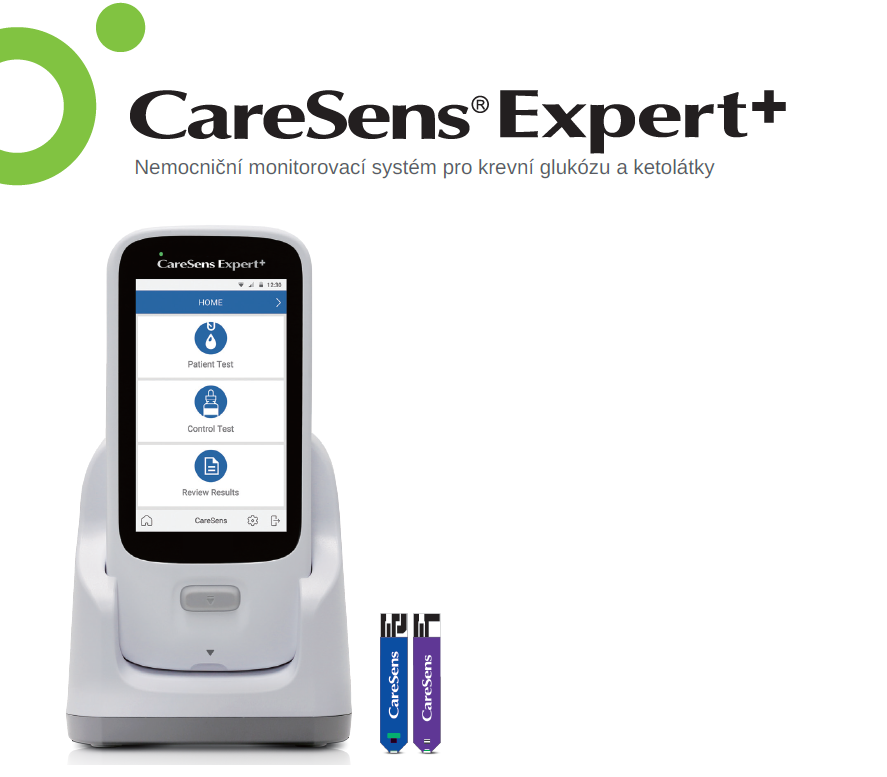 CareSens® Expert+
Nemocniční monitorovací systém pro krevní glukózu a ketolátky
CareSens Expert+
12:30
HOME
Patient Test
Control Test
Review Results
CareSens
CareSens
CareSens